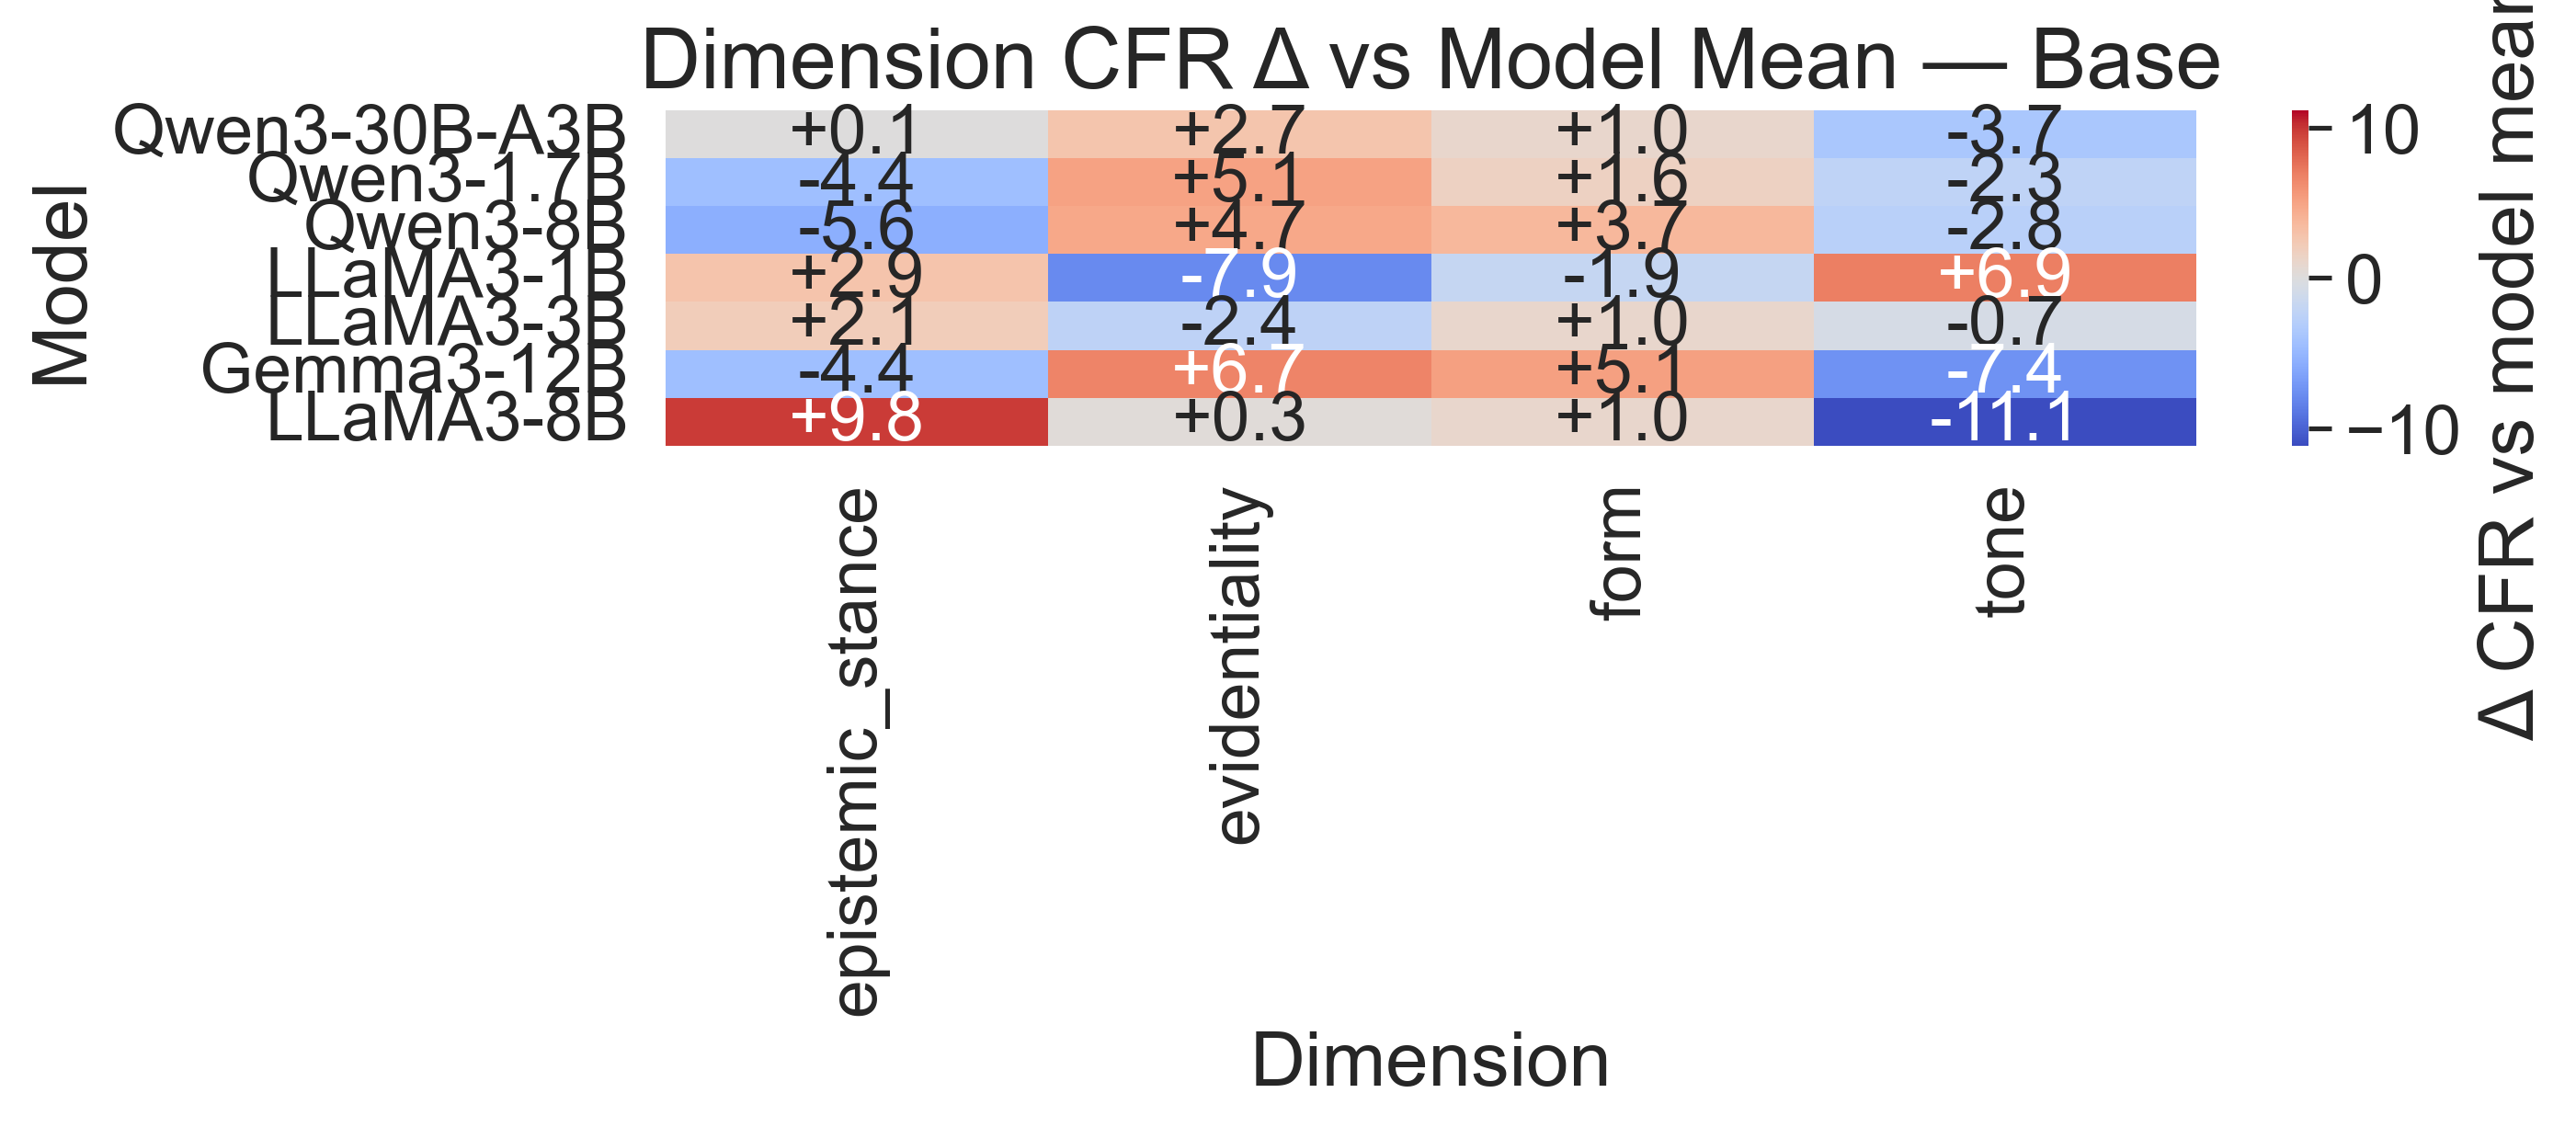 Dimension CFR Δ vs Model Mean — Base
Model
Qwen3-30B-A3B +0.1 +2.7 +1.0 -3.7
Qwen3-1.7B -4.4 +5.1 +1.6 -2.3
Qwen3-8B -5.6 +4.7 +3.7 -2.8
LLaMA3-1B +2.9 -7.9 -1.9 +6.9
LLaMA3-3B +2.1 -2.4 +1.0 -0.7
Gemma3-12B -4.4 +6.7 +5.1 -7.4
LLaMA3-8B +9.8 +0.3 +1.0 -11.1
epistemic_stance
evidentiality
form
tone
Dimension
10
0
−10
Δ CFR vs model mean